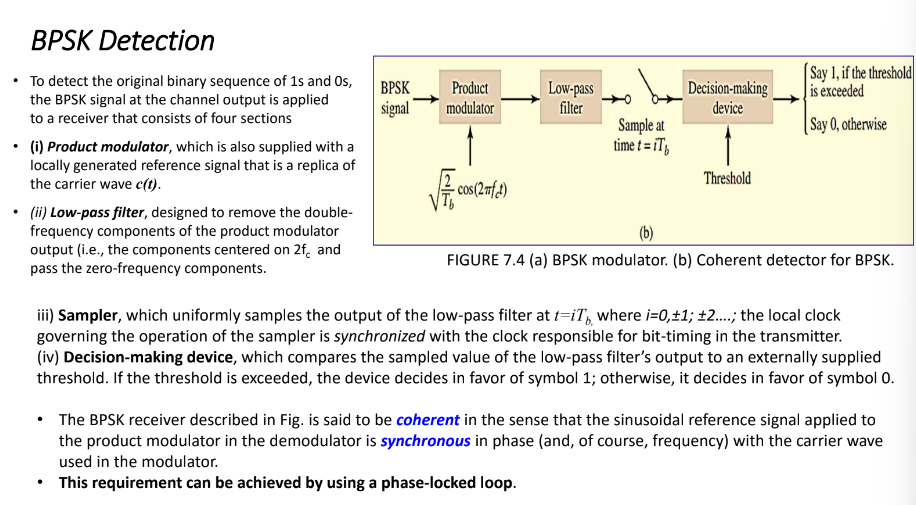 BPSK Detection
• To detect the original binary sequence of 1s and 0s,
the BPSK signal at the channel output is applied
to a receiver that consists of four sections
• (i) Product modulator, which is also supplied with a
locally generated reference signal that is a replica of
the carrier wave c(t).
• (ii) Low-pass filter, designed to remove the double-
frequency components of the product modulator
output (i.e., the components centered on 2fc and
pass the zero-frequency components.
BPSK
signal
Product
modulator
Low-pass
filter
Sample at
time t = iTb
Decision-making
device
Say 1, if the threshold
is exceeded
Say 0, otherwise
√(2/Tb) cos(2πfct)
Threshold
(b)
FIGURE 7.4 (a) BPSK modulator. (b) Coherent detector for BPSK.
iii) Sampler, which uniformly samples the output of the low-pass filter at t=iTb, where i=0,±1; ±2....; the local clock
governing the operation of the sampler is synchronized with the clock responsible for bit-timing in the transmitter.
(iv) Decision-making device, which compares the sampled value of the low-pass filter's output to an externally supplied
threshold. If the threshold is exceeded, the device decides in favor of symbol 1; otherwise, it decides in favor of symbol 0.
• The BPSK receiver described in Fig. is said to be coherent in the sense that the sinusoidal reference signal applied to
the product modulator in the demodulator is synchronous in phase (and, of course, frequency) with the carrier wave
used in the modulator.
• This requirement can be achieved by using a phase-locked loop.